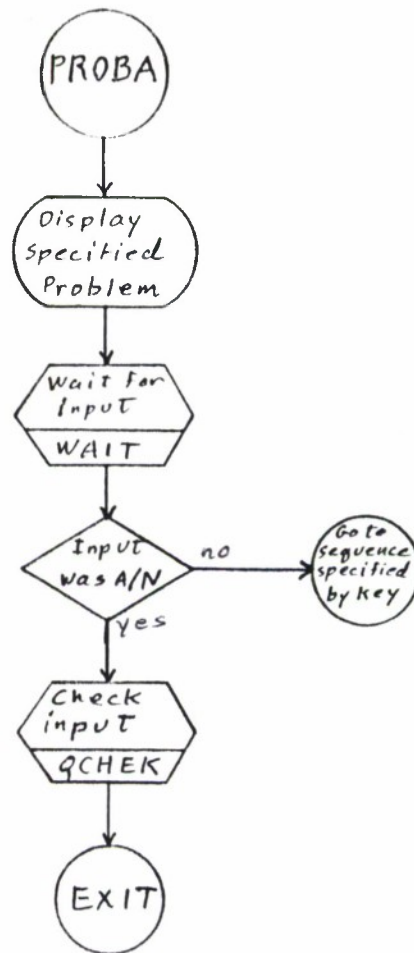 PROBA
Display
Specified
Problem
Wait for
Input
WAIT
Input
was A/N
no
Go to
sequence
specified
by key
yes
Check
input
QCHEK
EXIT